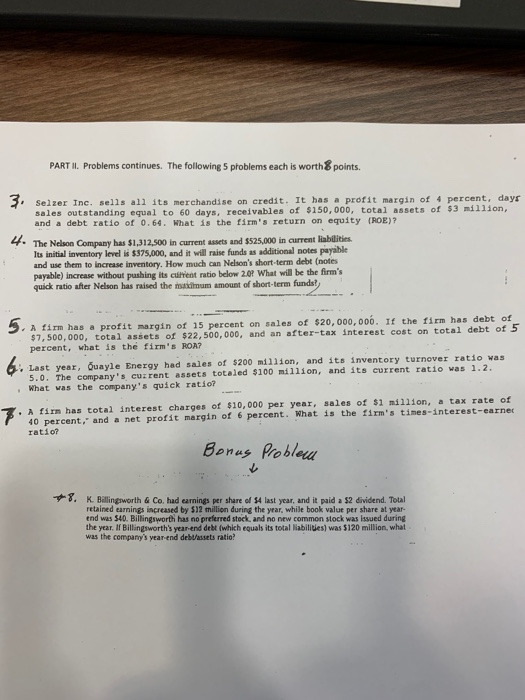 PART II. Problems continues. The following 5 problems each is worth 8 points.
3. Selzer Inc. sells all its merchandise on credit. It has a profit margin of 4 percent, days
sales outstanding equal to 60 days, receivables of $150,000, total assets of $3 million,
and a debt ratio of 0.64. What is the firm's return on equity (ROE)?
4. The Nelson Company has $1,312,500 in current assets and $525,000 in current liabilities.
Its initial inventory level is $375,000, and it will raise funds as additional notes payable
and use them to increase inventory. How much can Nelson's short-term debt (notes
payable) increase without pushing its current ratio below 2.0? What will be the firm's
quick ratio after Nelson has raised the maximum amount of short-term funds?
5. A firm has a profit margin of 15 percent on sales of $20,000,000. If the firm has debt of
$7,500,000, total assets of $22,500,000, and an after-tax interest cost on total debt of 5
percent, what is the firm's ROA?
6. Last year, Quayle Energy had sales of $200 million, and its inventory turnover ratio was
5.0. The company's current assets totaled $100 million, and its current ratio was 1.2.
What was the company's quick ratio?
7. A firm has total interest charges of $10,000 per year, sales of $1 million, a tax rate of
40 percent, and a net profit margin of 6 percent. What is the firm's times-interest-earned
ratio?
Bonus Problem
↓
*8. K. Billingsworth & Co. had earnings per share of $4 last year, and it paid a $2 dividend. Total
retained earnings increased by $12 million during the year, while book value per share at year-
end was $40. Billingsworth has no preferred stock, and no new common stock was issued during
the year. If Billingsworth's year-end debt (which equals its total liabilities) was $120 million, what
was the company's year-end debt/assets ratio?